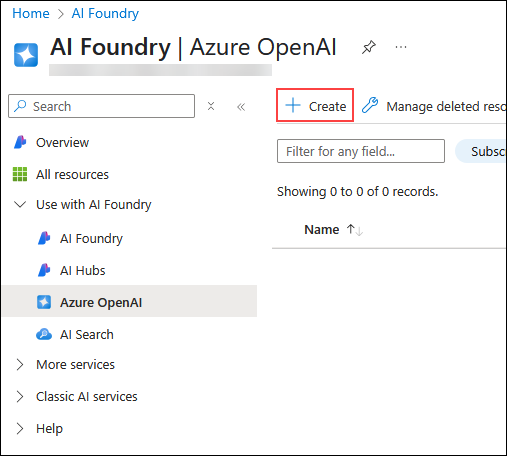 Home > AI Foundry >
AI Foundry | Azure OpenAI
Search
Overview
All resources
Use with AI Foundry
AI Foundry
AI Hubs
Azure OpenAI
AI Search
More services
Classic AI services
Help
+ Create Manage deleted reso
Filter for any field... Subsc
Showing 0 to 0 of 0 records.
Name ↑↓